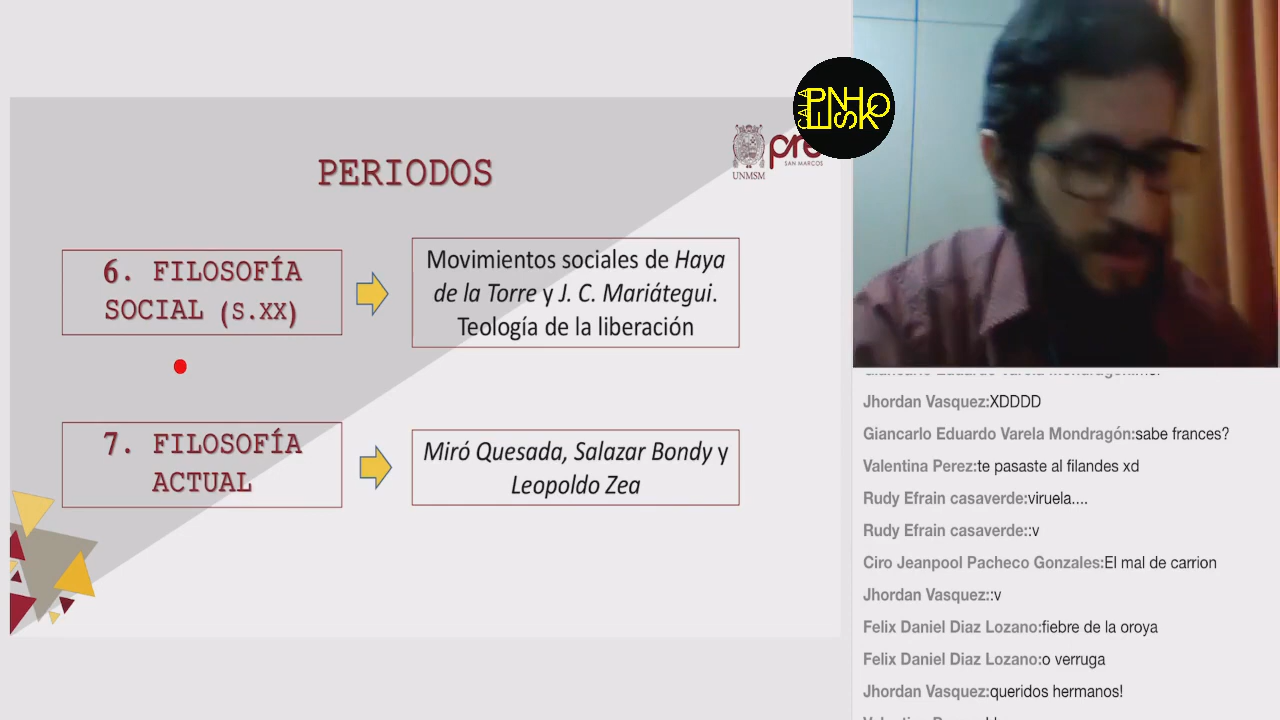 PERIODOS
UNMSM
pre
SAN MARCOS
CALA
PENSHKO
6. FILOSOFÍA
SOCIAL (S.XX)
Movimientos sociales de Haya
de la Torre y J. C. Mariátegui.
Teología de la liberación
7. FILOSOFÍA
ACTUAL
Miró Quesada, Salazar Bondy y
Leopoldo Zea
Jhordan Vasquez:XDDDD
Giancarlo Eduardo Varela Mondragón:sabe frances?
Valentina Perez:te pasaste al filandes xd
Rudy Efrain casaverde:viruela....
Rudy Efrain casaverde::v
Ciro Jeanpool Pacheco Gonzales:El mal de carrion
Jhordan Vasquez::v
Felix Daniel Diaz Lozano:fiebre de la oroya
Felix Daniel Diaz Lozano:o verruga
Jhordan Vasquez:queridos hermanos!